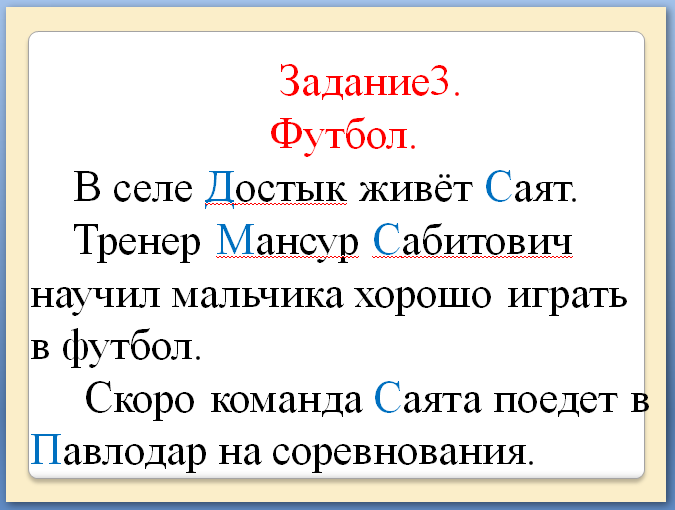 Задание3.
Футбол.
В селе Достык живёт Саят.
Тренер Мансур Сабитович
научил мальчика хорошо играть
в футбол.
Скоро команда Саята поедет в
Павлодар на соревнования.